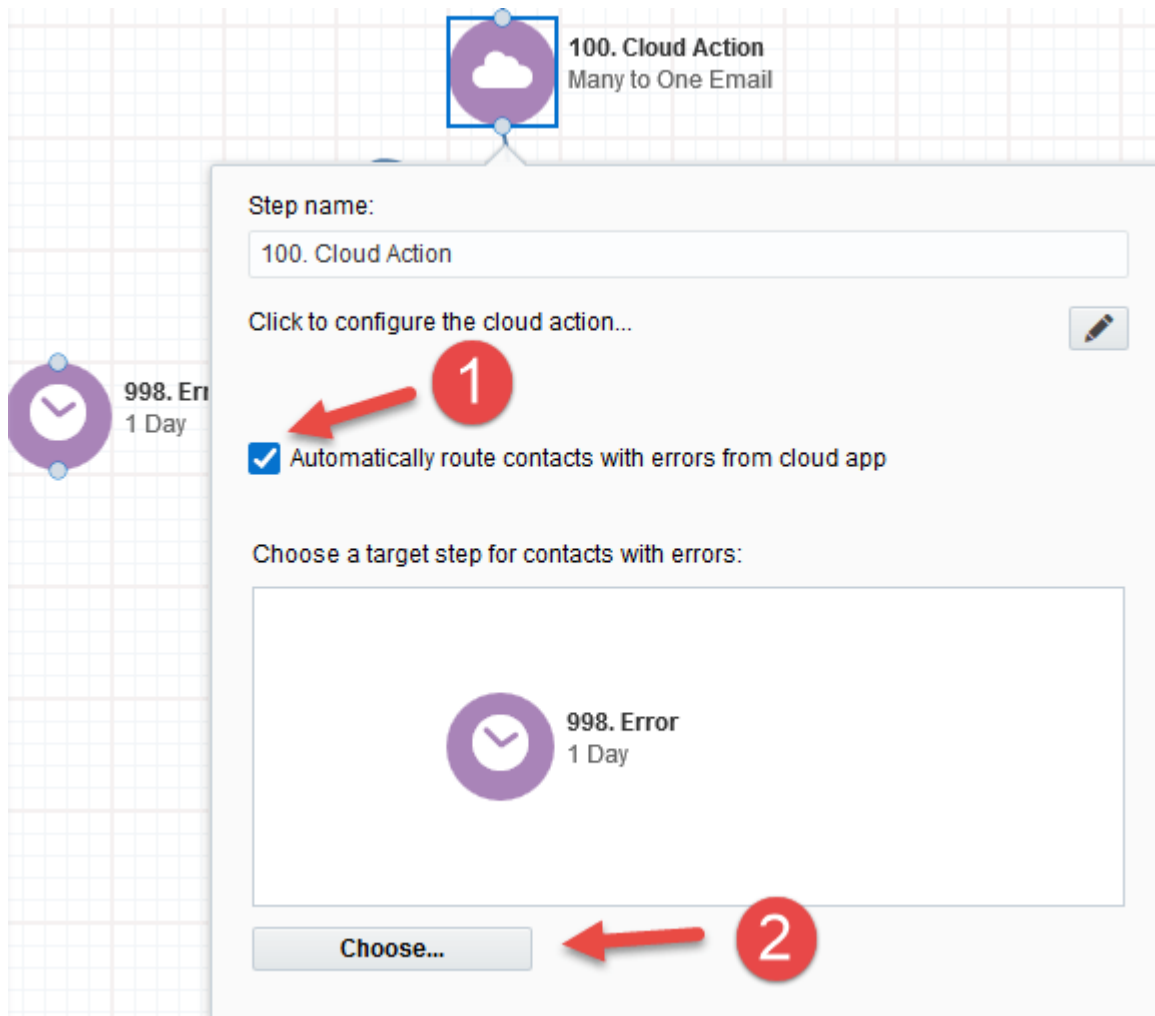 100. Cloud Action
Many to One Email
Step name:
100. Cloud Action
Click to configure the cloud action...
1
998. Err
1 Day
Automatically route contacts with errors from cloud app
Choose a target step for contacts with errors:
998. Error
1 Day
Choose...
2